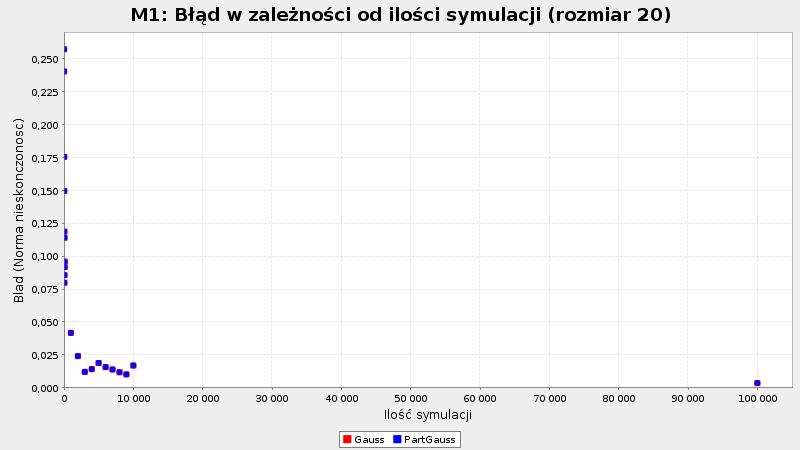 M1: Błąd w zależności od ilości symulacji (rozmiar 20)
Blad (Norma nieskonczonosc)
0,250
0,225
0,200
0,175
0,150
0,125
0,100
0,075
0,050
0,025
0,000
0 10 000 20 000 30 000 40 000 50 000 60 000 70 000 80 000 90 000 100 000
Ilość symulacji
Gauss PartGauss